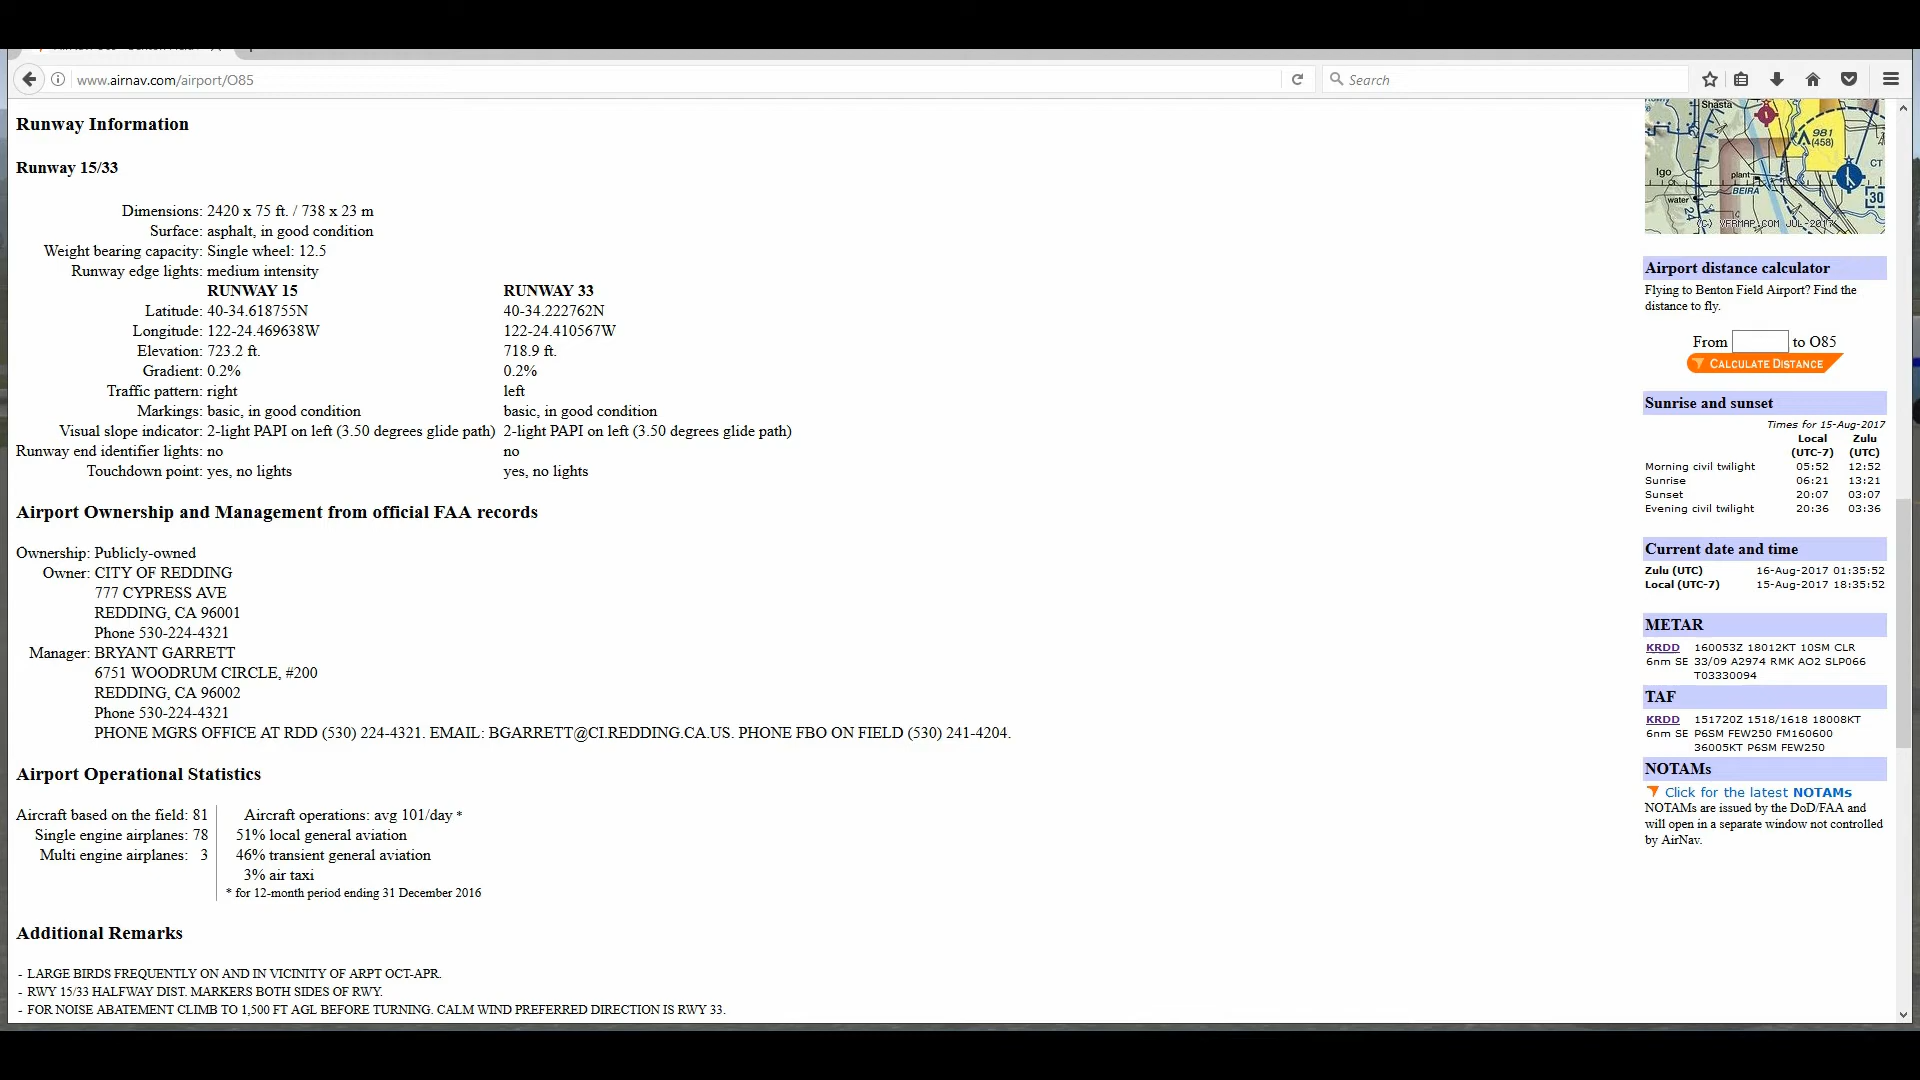 www.airnav.com/airport/O85
Search
Runway Information
Runway 15/33
Dimensions: 2420 x 75 ft. / 738 x 23 m
Surface: asphalt, in good condition
Weight bearing capacity: Single wheel: 12.5
Runway edge lights: medium intensity
RUNWAY 15 RUNWAY 33
Latitude: 40-34.618755N 40-34.222762N
Longitude: 122-24.469638W 122-24.410567W
Elevation: 723.2 ft. 718.9 ft.
Gradient: 0.2% 0.2%
Traffic pattern: right left
Markings: basic, in good condition basic, in good condition
Visual slope indicator: 2-light PAPI on left (3.50 degrees glide path) 2-light PAPI on left (3.50 degrees glide path)
Runway end identifier lights: no no
Touchdown point: yes, no lights yes, no lights
Airport Ownership and Management from official FAA records
Ownership: Publicly-owned
Owner: CITY OF REDDING
777 CYPRESS AVE
REDDING, CA 96001
Phone 530-224-4321
Manager: BRYANT GARRETT
6751 WOODRUM CIRCLE, #200
REDDING, CA 96002
Phone 530-224-4321
PHONE MGRS OFFICE AT RDD (530) 224-4321. EMAIL: BGARRETT@CI.REDDING.CA.US. PHONE FBO ON FIELD (530) 241-4204.
Airport Operational Statistics
Aircraft based on the field: 81 Aircraft operations: avg 101/day *
Single engine airplanes: 78 51% local general aviation
Multi engine airplanes: 3 46% transient general aviation
3% air taxi
* for 12-month period ending 31 December 2016
Additional Remarks
- LARGE BIRDS FREQUENTLY ON AND IN VICINITY OF ARPT OCT-APR.
- RWY 15/33 HALFWAY DIST. MARKERS BOTH SIDES OF RWY.
- FOR NOISE ABATEMENT CLIMB TO 1,500 FT AGL BEFORE TURNING. CALM WIND PREFERRED DIRECTION IS RWY 33.
Shasta
981
(458)
CT
Igo
plant
BEIRA
water
30
24
(C) VFRMAP.COM JUL-2017
Airport distance calculator
Flying to Benton Field Airport? Find the
distance to fly.
From to O85
CALCULATE DISTANCE
Sunrise and sunset
Times for 15-Aug-2017
Local Zulu
(UTC-7) (UTC)
Morning civil twilight 05:52 12:52
Sunrise 06:21 13:21
Sunset 20:07 03:07
Evening civil twilight 20:36 03:36
Current date and time
Zulu (UTC) 16-Aug-2017 01:35:52
Local (UTC-7) 15-Aug-2017 18:35:52
METAR
KRDD 160053Z 18012KT 10SM CLR
6nm SE 33/09 A2974 RMK AO2 SLP066
T03330094
TAF
KRDD 151720Z 1518/1618 18008KT
6nm SE P6SM FEW250 FM160600
36005KT P6SM FEW250
NOTAMs
Click for the latest NOTAMs
NOTAMs are issued by the DoD/FAA and
will open in a separate window not controlled
by AirNav.